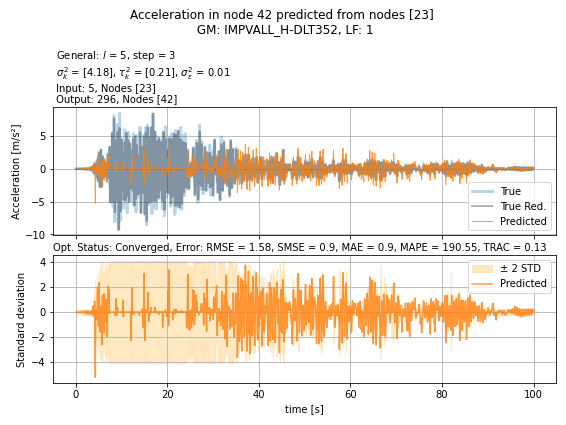 Acceleration in node 42 predicted from nodes [23]
GM: IMPVALL_H-DLT352, LF: 1
General: l = 5, step = 3
σ²ₖ = [4.18], τ²ₖ = [0.21], σ²ε = 0.01
Input: 5, Nodes [23]
Output: 296, Nodes [42]
Acceleration [m/s²]
5
0
−5
−10
True
True Red.
Predicted
Opt. Status: Converged, Error: RMSE = 1.58, SMSE = 0.9, MAE = 0.9, MAPE = 190.55, TRAC = 0.13
Standard deviation
4
2
0
−2
−4
± 2 STD
Predicted
0 20 40 60 80 100
time [s]